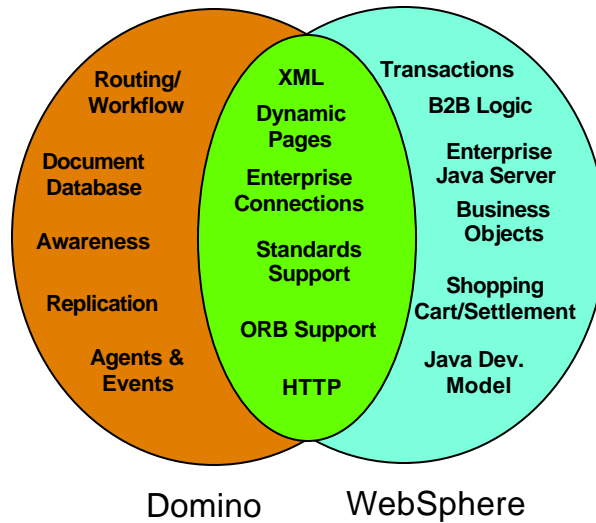 Routing/
Workflow
Document
Database
Awareness
Replication
Agents &
Events
XML
Dynamic
Pages
Enterprise
Connections
Standards
Support
ORB Support
HTTP
Transactions
B2B Logic
Enterprise
Java Server
Business
Objects
Shopping
Cart/Settlement
Java Dev.
Model
Domino
WebSphere